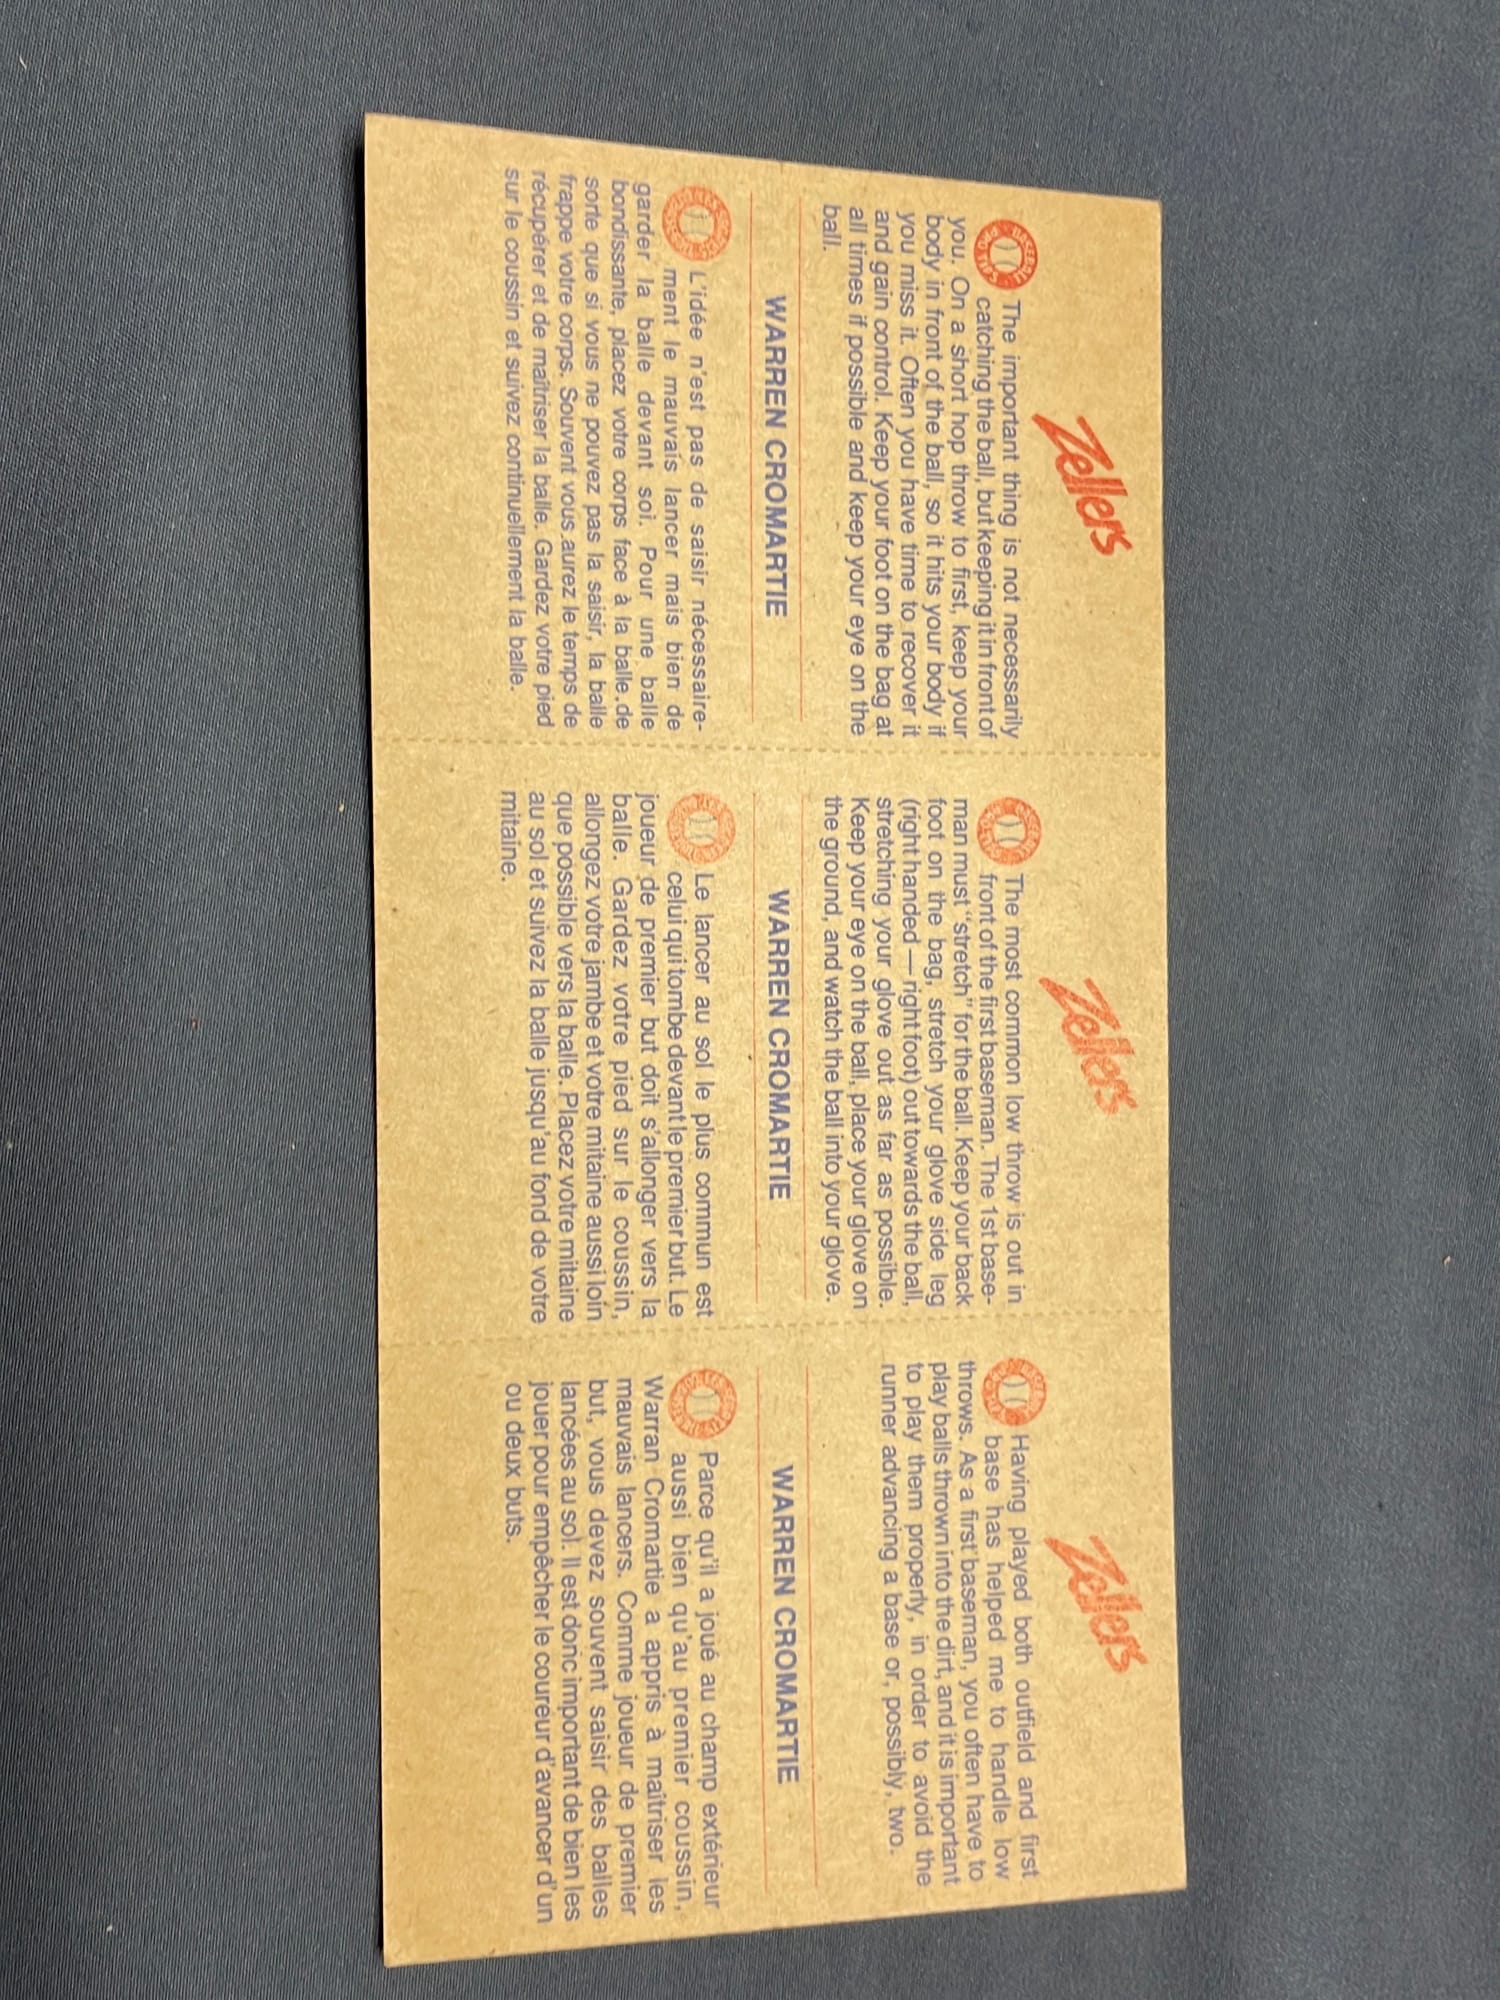 Zellers
BASEBALL
PRO TIPS
The important thing is not necessarily
catching the ball, but keeping it in front of
you. On a short hop throw to first, keep your
body in front of the ball, so it hits your body if
you miss it. Often you have time to recover it
and gain control. Keep your foot on the bag at
all times if possible and keep your eye on the
ball.
WARREN CROMARTIE
L'idée n'est pas de saisir nécessaire-
ment le mauvais lancer mais bien de
garder la balle devant soi. Pour une balle
bondissante, placez votre corps face à la balle de
sorte que si vous ne pouvez pas la saisir, la balle
frappe votre corps. Souvent vous aurez le temps de
récupérer et de maîtriser la balle. Gardez votre pied
sur le coussin et suivez continuellement la balle.
Zellers
The most common low throw is out in
front of the first baseman. The 1st base-
man must "stretch" for the ball. Keep your back
foot on the bag, stretch your glove side leg
(right handed — right foot) out towards the ball,
stretching your glove out as far as possible.
Keep your eye on the ball, place your glove on
the ground, and watch the ball into your glove.
WARREN CROMARTIE
Le lancer au sol le plus commun est
celui qui tombe devant le premier but. Le
joueur de premier but doit s'allonger vers la
balle. Gardez votre pied sur le coussin,
allongez votre jambe et votre mitaine aussi loin
que possible vers la balle. Placez votre mitaine
au sol et suivez la balle jusqu'au fond de votre
mitaine.
Zellers
Having played both outfield and first
base has helped me to handle low
throws. As a first baseman, you often have to
play balls thrown into the dirt, and it is important
to play them properly, in order to avoid the
runner advancing a base or, possibly, two.
WARREN CROMARTIE
Parce qu'il a joué au champ extérieur
aussi bien qu'au premier coussin,
Warran Cromartie a appris à maîtriser les
mauvais lancers. Comme joueur de premier
but, vous devez souvent saisir des balles
lancées au sol. Il est donc important de bien les
jouer pour empêcher le coureur d'avancer d'un
ou deux buts.